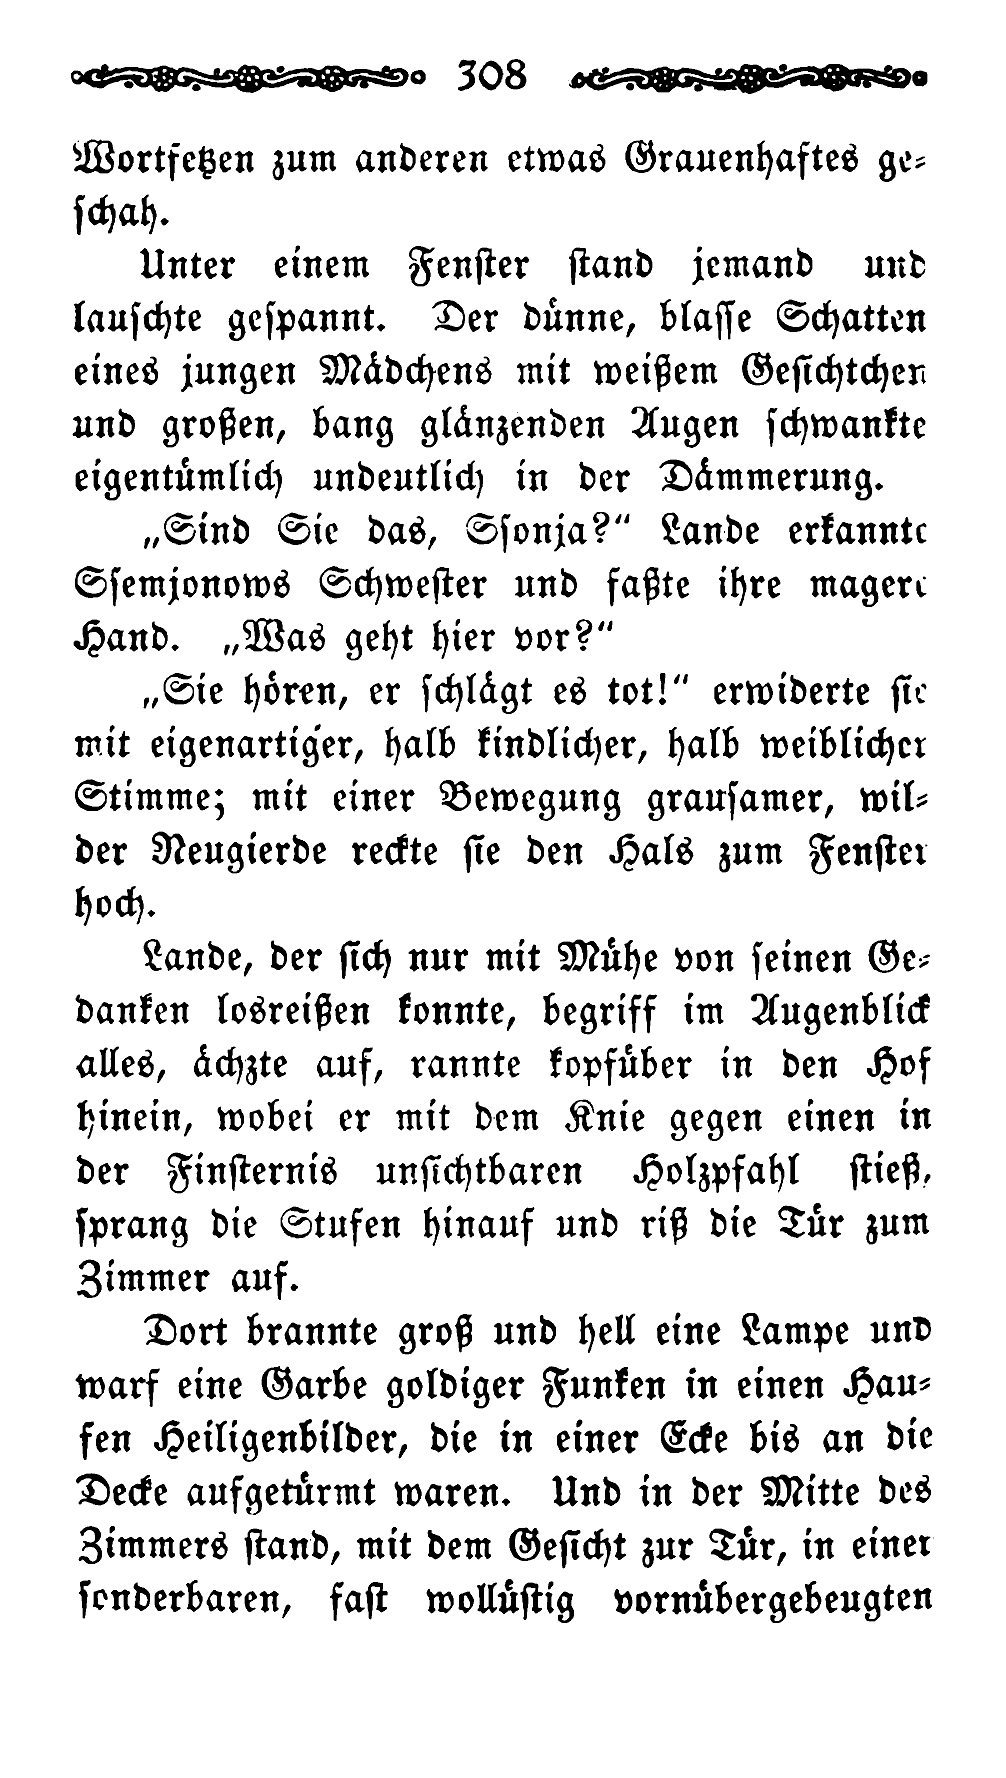 308
Wortfetzen zum anderen etwas Grauenhaftes ge-
schah.
Unter einem Fenster stand jemand und
lauschte gespannt. Der dünne, blasse Schatten
eines jungen Mädchens mit weißem Gesichtchen
und großen, bang glänzenden Augen schwankte
eigentümlich undeutlich in der Dämmerung.
„Sind Sie das, Ssonja?“ Lande erkannte
Ssemjonows Schwester und faßte ihre magere
Hand. „Was geht hier vor?“
„Sie hören, er schlägt es tot!“ erwiderte sie
mit eigenartiger, halb kindlicher, halb weiblicher
Stimme; mit einer Bewegung grausamer, wil-
der Neugierde reckte sie den Hals zum Fenster
hoch.
Lande, der sich nur mit Mühe von seinen Ge-
danken losreißen konnte, begriff im Augenblick
alles, ächzte auf, rannte kopfüber in den Hof
hinein, wobei er mit dem Knie gegen einen in
der Finsternis unsichtbaren Holzpfahl stieß,
sprang die Stufen hinauf und riß die Tür zum
Zimmer auf.
Dort brannte groß und hell eine Lampe und
warf eine Garbe goldiger Funken in einen Hau-
fen Heiligenbilder, die in einer Ecke bis an die
Decke aufgetürmt waren. Und in der Mitte des
Zimmers stand, mit dem Gesicht zur Tür, in einer
sonderbaren, fast wollüstig vornübergebeugten